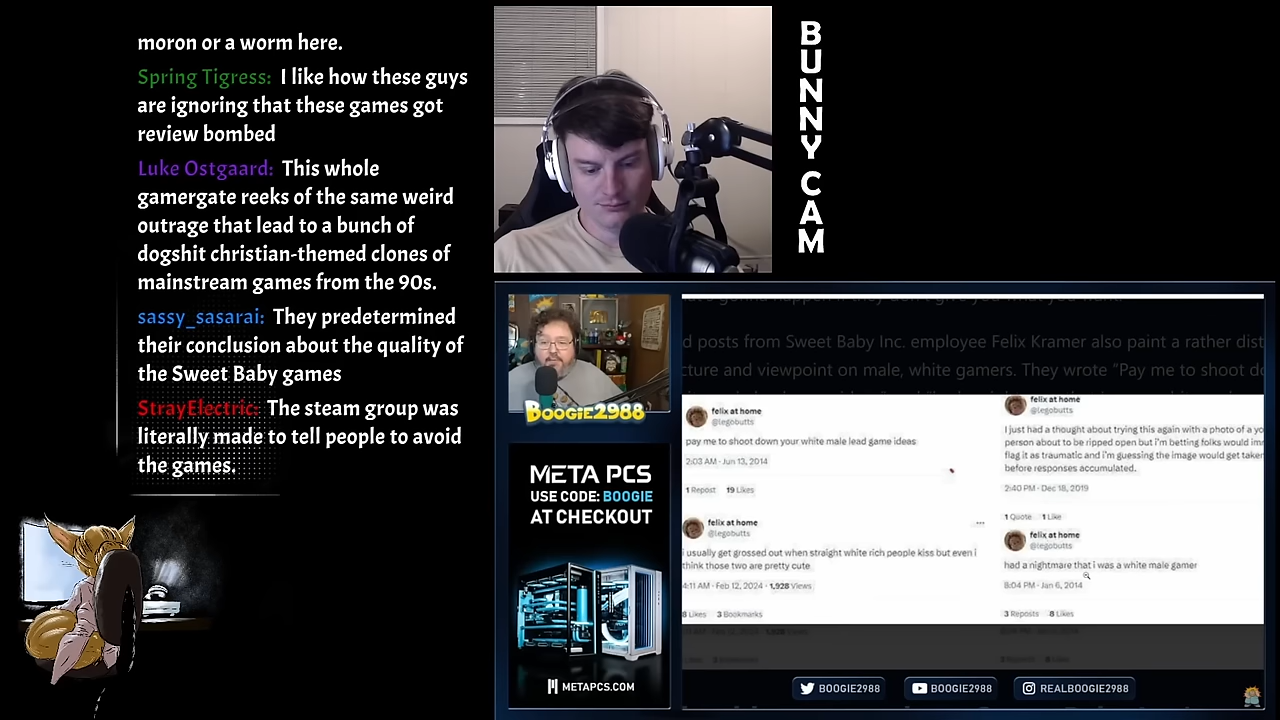 moron or a worm here.
Spring Tigress: I like how these guys
are ignoring that these games got
review bombed
Luke Ostgaard: This whole
gamergate reeks of the same weird
outrage that lead to a bunch of
dogshit christian-themed clones of
mainstream games from the 90s.
sassy_sasarai: They predetermined
their conclusion about the quality of
the Sweet Baby games
StrayElectric: The steam group was
literally made to tell people to avoid
the games.
BUNNY CAM
BOOGIE2988
META PCS
USE CODE: BOOGIE
AT CHECKOUT
METAPCS.COM
d posts from Sweet Baby Inc. employee Felix Kramer also paint a rather dist
cture and viewpoint on male, white gamers. They wrote "Pay me to shoot do
felix at home
@legobutts
pay me to shoot down your white male lead game ideas
2:03 AM · Jun 13, 2014
1 Repost 19 Likes
felix at home
@legobutts
i usually get grossed out when straight white rich people kiss but even i
think those two are pretty cute
4:11 AM · Feb 12, 2024 · 1,928 Views
8 Likes 3 Bookmarks
felix at home
@legobutts
I just had a thought about trying this again with a photo of a yo
person about to be ripped open but i'm betting folks would imm
flag it as traumatic and i'm guessing the image would get taken
before responses accumulated.
2:40 PM · Dec 18, 2019
1 Quote 1 Like
felix at home
@legobutts
had a nightmare that i was a white male gamer
8:04 PM · Jan 6, 2014
3 Reposts 8 Likes
BOOGIE2988
BOOGIE2988
REALBOOGIE2988